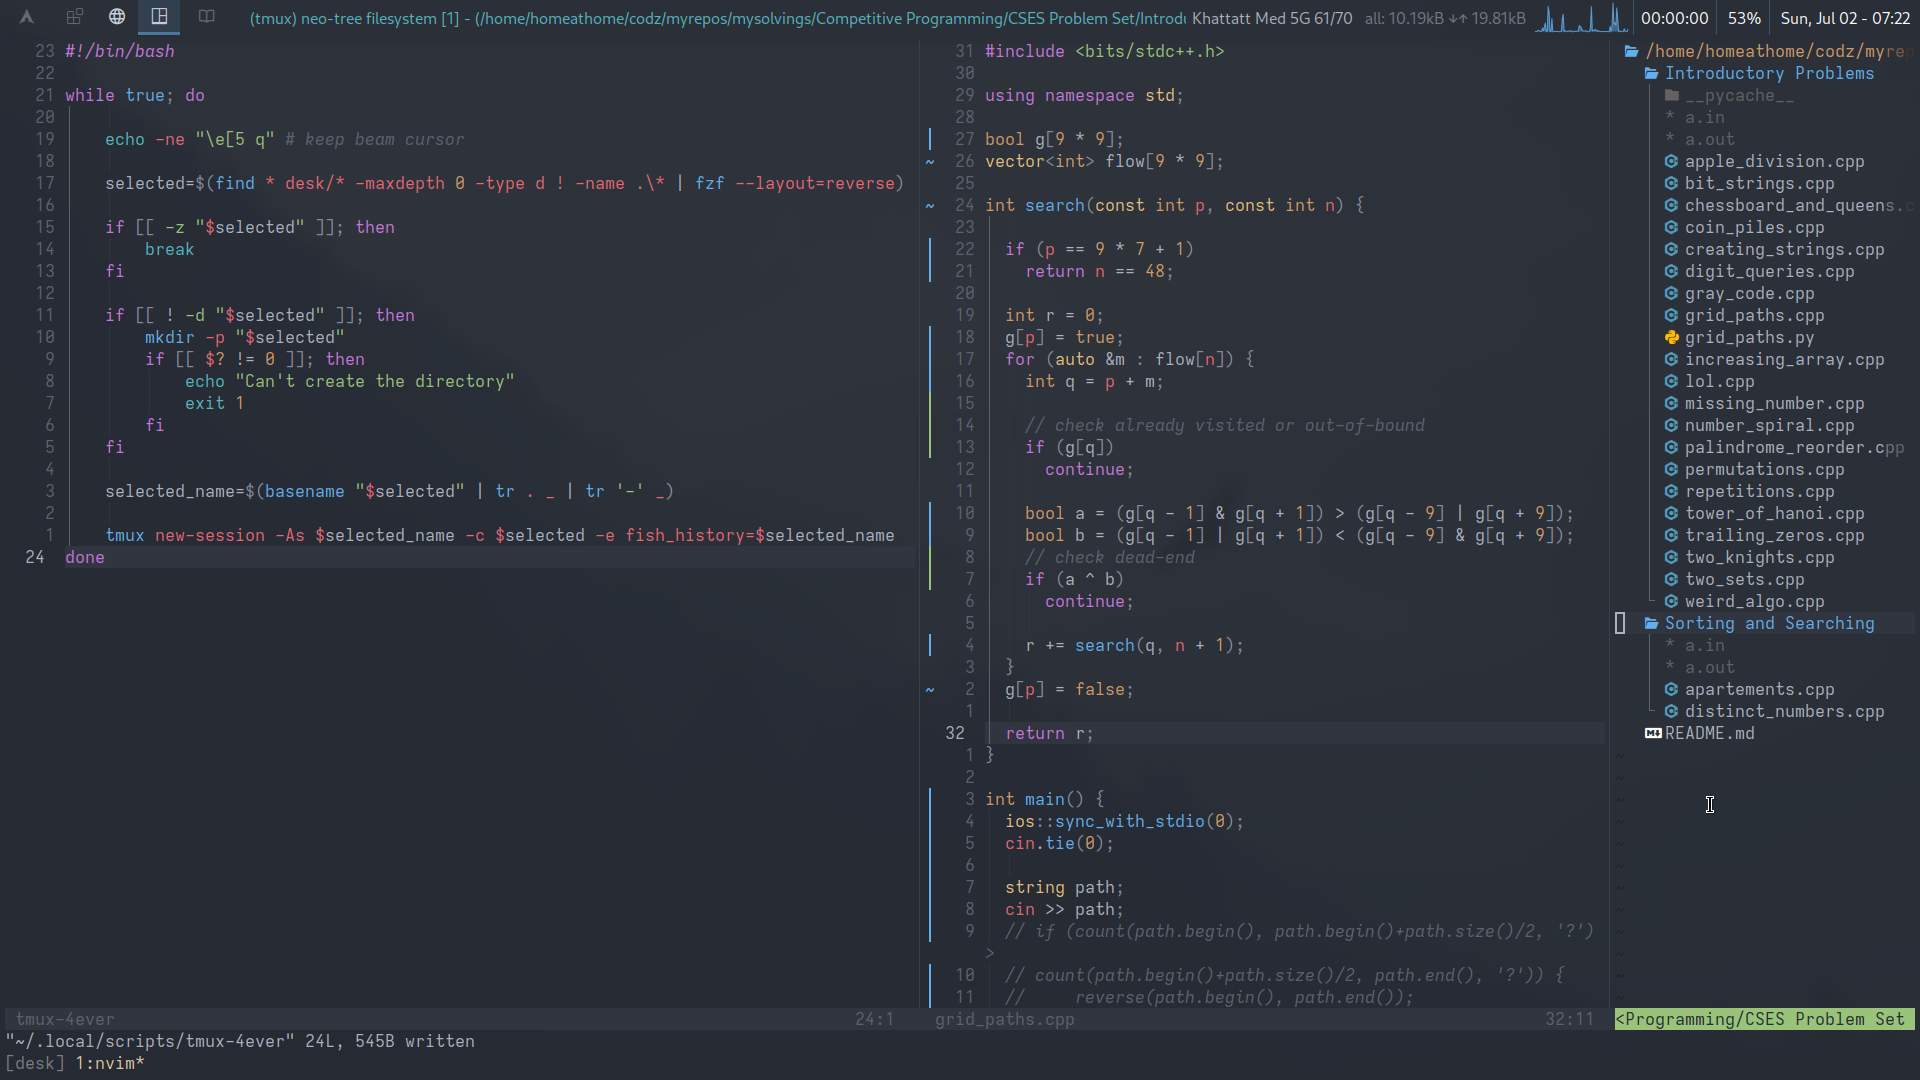 (tmux) neo-tree filesystem [1] - (/home/homeathome/codz/myrepos/mysolvings/Competitive Programming/CSES Problem Set/Introdu Khattatt Med 5G 61/70 all: 10.19kB ↓↑ 19.81kB 00:00:00 53% Sun, Jul 02 - 07:22
23 #!/bin/bash
22
21 while true; do
20
19     echo -ne "\e[5 q" # keep beam cursor
18
17     selected=$(find * desk/* -maxdepth 0 -type d ! -name .\* | fzf --layout=reverse)
16
15     if [[ -z "$selected" ]]; then
14         break
13     fi
12
11     if [[ ! -d "$selected" ]]; then
10         mkdir -p "$selected"
9         if [[ $? != 0 ]]; then
8             echo "Can't create the directory"
7             exit 1
6         fi
5     fi
4
3     selected_name=$(basename "$selected" | tr . _ | tr '-' _)
2
1     tmux new-session -As $selected_name -c $selected -e fish_history=$selected_name
24 done
31 #include <bits/stdc++.h>
30
29 using namespace std;
28
27 bool g[9 * 9];
~ 26 vector<int> flow[9 * 9];
25
~ 24 int search(const int p, const int n) {
23
22   if (p == 9 * 7 + 1)
21     return n == 48;
20
19   int r = 0;
18   g[p] = true;
17   for (auto &m : flow[n]) {
16     int q = p + m;
15
14     // check already visited or out-of-bound
13     if (g[q])
12       continue;
11
10     bool a = (g[q - 1] & g[q + 1]) > (g[q - 9] | g[q + 9]);
9     bool b = (g[q - 1] | g[q + 1]) < (g[q - 9] & g[q + 9]);
8     // check dead-end
7     if (a ^ b)
6       continue;
5
4     r += search(q, n + 1);
3   }
~ 2   g[p] = false;
1
32   return r;
1 }
2
3 int main() {
4   ios::sync_with_stdio(0);
5   cin.tie(0);
6
7   string path;
8   cin >> path;
9   // if (count(path.begin(), path.begin()+path.size()/2, '?')
>
10   // count(path.begin()+path.size()/2, path.end(), '?')) {
11   //     reverse(path.begin(), path.end());
/home/homeathome/codz/myrep
Introductory Problems
__pycache__
* a.in
* a.out
apple_division.cpp
bit_strings.cpp
chessboard_and_queens.c
coin_piles.cpp
creating_strings.cpp
digit_queries.cpp
gray_code.cpp
grid_paths.cpp
grid_paths.py
increasing_array.cpp
lol.cpp
missing_number.cpp
number_spiral.cpp
palindrome_reorder.cpp
permutations.cpp
repetitions.cpp
tower_of_hanoi.cpp
trailing_zeros.cpp
two_knights.cpp
two_sets.cpp
weird_algo.cpp
Sorting and Searching
* a.in
* a.out
apartements.cpp
distinct_numbers.cpp
README.md
~
~
~
~
~
~
~
~
~
~
~
~
tmux-4ever 24:1
grid_paths.cpp 32:11
<Programming/CSES Problem Set
"~/.local/scripts/tmux-4ever" 24L, 545B written
[desk] 1:nvim*